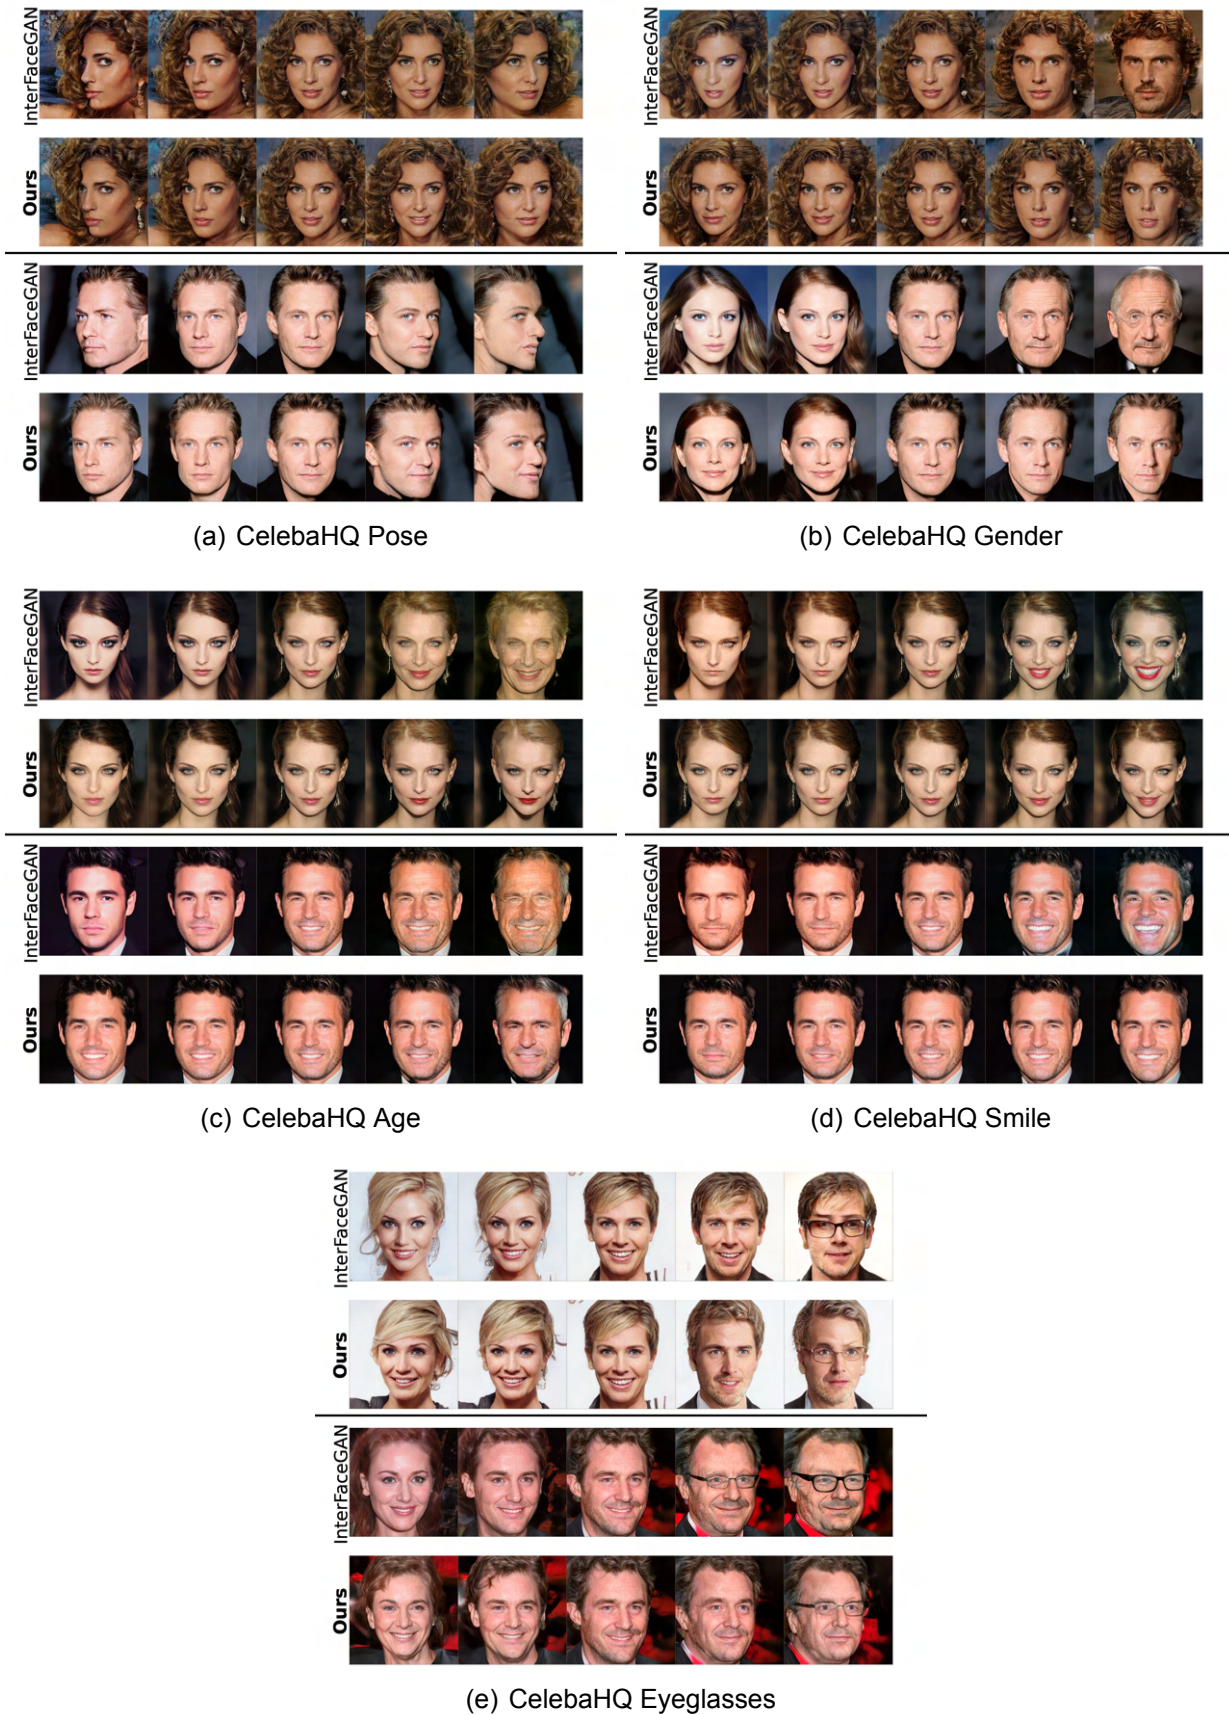 InterFaceGAN
Ours
InterFaceGAN
Ours
(a) CelebaHQ Pose
InterFaceGAN
Ours
InterFaceGAN
Ours
(b) CelebaHQ Gender
InterFaceGAN
Ours
InterFaceGAN
Ours
(c) CelebaHQ Age
InterFaceGAN
Ours
InterFaceGAN
Ours
(d) CelebaHQ Smile
InterFaceGAN
Ours
InterFaceGAN
Ours
(e) CelebaHQ Eyeglasses